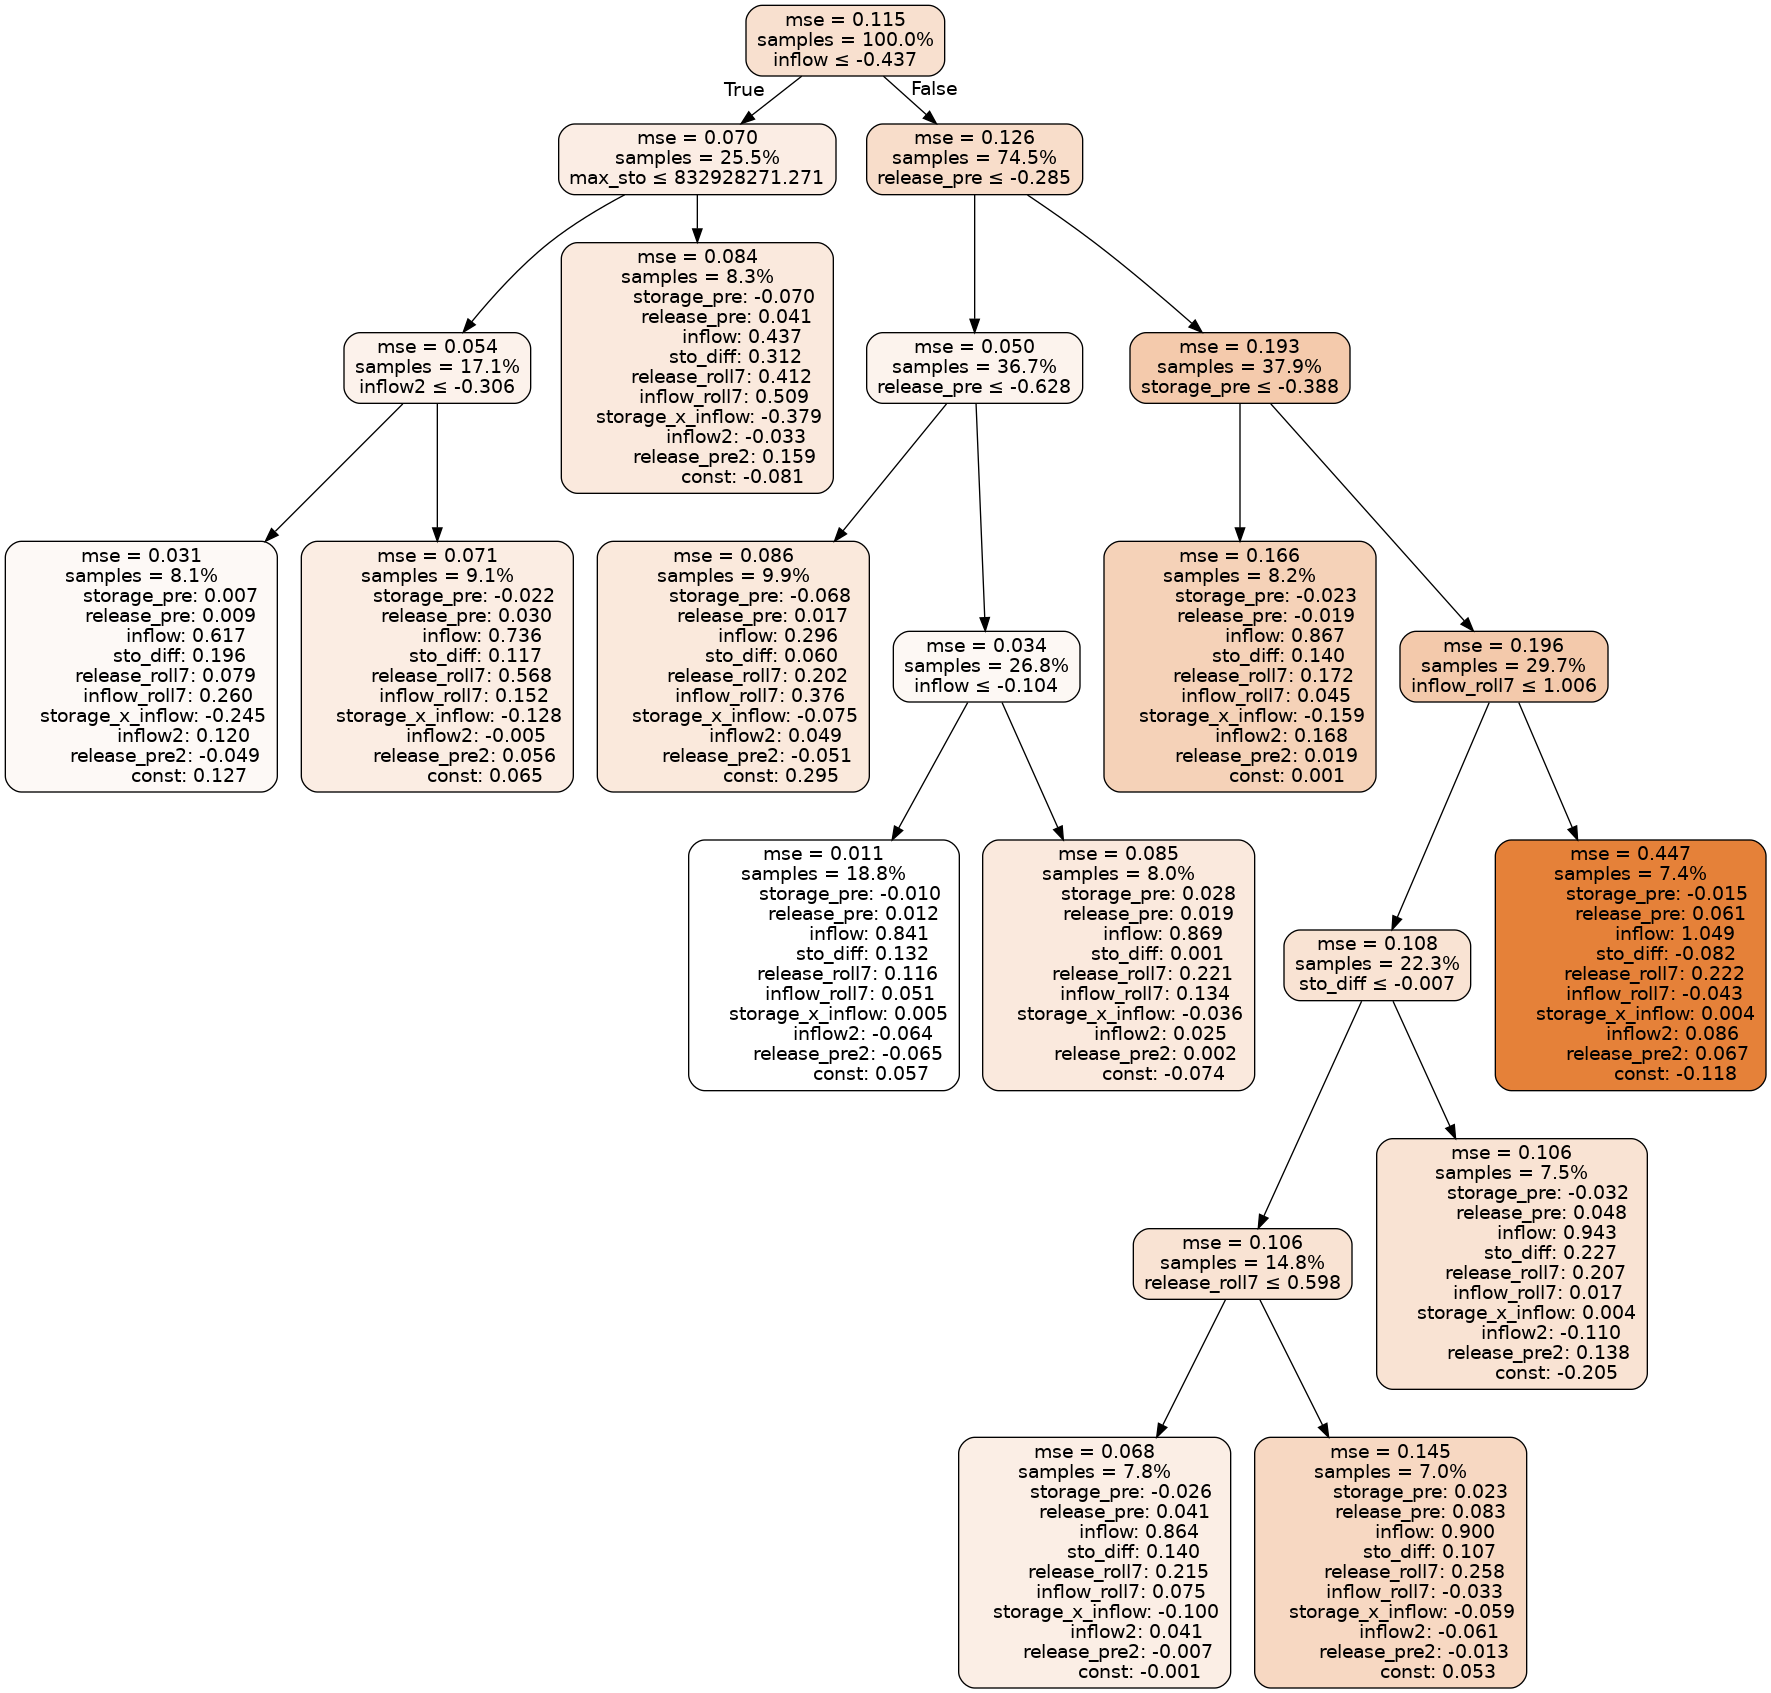 mse = 0.115
samples = 100.0%
inflow ≤ -0.437
True
False
mse = 0.070
samples = 25.5%
max_sto ≤ 832928271.271
mse = 0.126
samples = 74.5%
release_pre ≤ -0.285
mse = 0.084
samples = 8.3%
storage_pre: -0.070
release_pre: 0.041
inflow: 0.437
sto_diff: 0.312
release_roll7: 0.412
inflow_roll7: 0.509
storage_x_inflow: -0.379
inflow2: -0.033
release_pre2: 0.159
const: -0.081
mse = 0.054
samples = 17.1%
inflow2 ≤ -0.306
mse = 0.050
samples = 36.7%
release_pre ≤ -0.628
mse = 0.193
samples = 37.9%
storage_pre ≤ -0.388
mse = 0.031
samples = 8.1%
storage_pre: 0.007
release_pre: 0.009
inflow: 0.617
sto_diff: 0.196
release_roll7: 0.079
inflow_roll7: 0.260
storage_x_inflow: -0.245
inflow2: 0.120
release_pre2: -0.049
const: 0.127
mse = 0.071
samples = 9.1%
storage_pre: -0.022
release_pre: 0.030
inflow: 0.736
sto_diff: 0.117
release_roll7: 0.568
inflow_roll7: 0.152
storage_x_inflow: -0.128
inflow2: -0.005
release_pre2: 0.056
const: 0.065
mse = 0.086
samples = 9.9%
storage_pre: -0.068
release_pre: 0.017
inflow: 0.296
sto_diff: 0.060
release_roll7: 0.202
inflow_roll7: 0.376
storage_x_inflow: -0.075
inflow2: 0.049
release_pre2: -0.051
const: 0.295
mse = 0.034
samples = 26.8%
inflow ≤ -0.104
mse = 0.166
samples = 8.2%
storage_pre: -0.023
release_pre: -0.019
inflow: 0.867
sto_diff: 0.140
release_roll7: 0.172
inflow_roll7: 0.045
storage_x_inflow: -0.159
inflow2: 0.168
release_pre2: 0.019
const: 0.001
mse = 0.196
samples = 29.7%
inflow_roll7 ≤ 1.006
mse = 0.011
samples = 18.8%
storage_pre: -0.010
release_pre: 0.012
inflow: 0.841
sto_diff: 0.132
release_roll7: 0.116
inflow_roll7: 0.051
storage_x_inflow: 0.005
inflow2: -0.064
release_pre2: -0.065
const: 0.057
mse = 0.085
samples = 8.0%
storage_pre: 0.028
release_pre: 0.019
inflow: 0.869
sto_diff: 0.001
release_roll7: 0.221
inflow_roll7: 0.134
storage_x_inflow: -0.036
inflow2: 0.025
release_pre2: 0.002
const: -0.074
mse = 0.108
samples = 22.3%
sto_diff ≤ -0.007
mse = 0.447
samples = 7.4%
storage_pre: -0.015
release_pre: 0.061
inflow: 1.049
sto_diff: -0.082
release_roll7: 0.222
inflow_roll7: -0.043
storage_x_inflow: 0.004
inflow2: 0.086
release_pre2: 0.067
const: -0.118
mse = 0.106
samples = 14.8%
release_roll7 ≤ 0.598
mse = 0.106
samples = 7.5%
storage_pre: -0.032
release_pre: 0.048
inflow: 0.943
sto_diff: 0.227
release_roll7: 0.207
inflow_roll7: 0.017
storage_x_inflow: 0.004
inflow2: -0.110
release_pre2: 0.138
const: -0.205
mse = 0.068
samples = 7.8%
storage_pre: -0.026
release_pre: 0.041
inflow: 0.864
sto_diff: 0.140
release_roll7: 0.215
inflow_roll7: 0.075
storage_x_inflow: -0.100
inflow2: 0.041
release_pre2: -0.007
const: -0.001
mse = 0.145
samples = 7.0%
storage_pre: 0.023
release_pre: 0.083
inflow: 0.900
sto_diff: 0.107
release_roll7: 0.258
inflow_roll7: -0.033
storage_x_inflow: -0.059
inflow2: -0.061
release_pre2: -0.013
const: 0.053